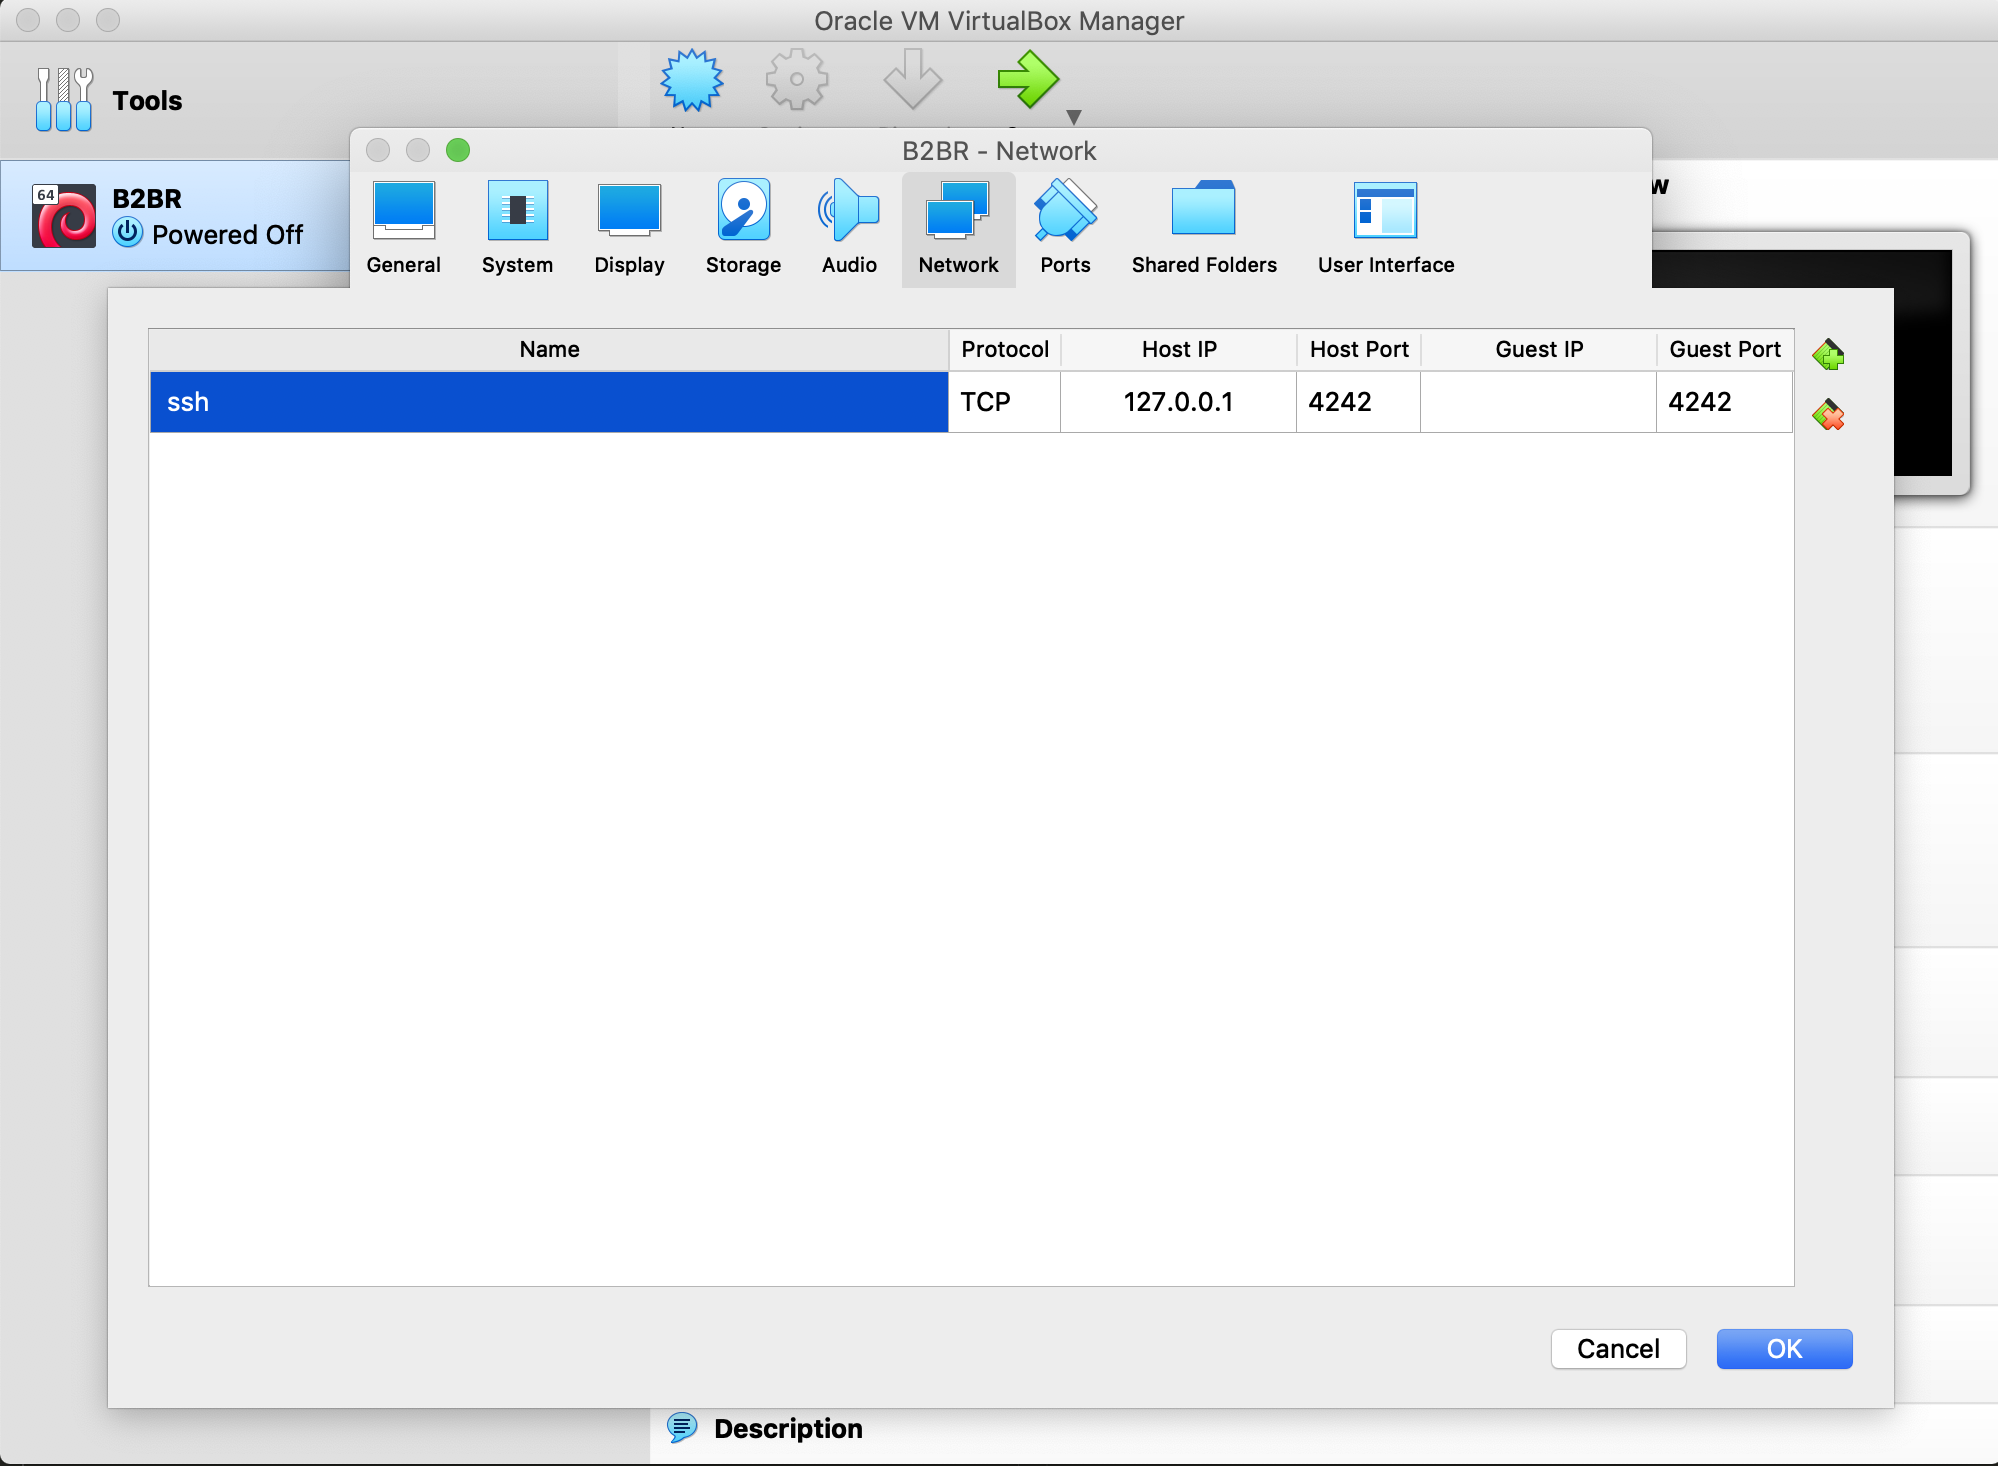 Oracle VM VirtualBox Manager
Tools
64
B2BR
Powered Off
B2BR - Network
General System Display Storage Audio Network Ports Shared Folders User Interface
Name Protocol Host IP Host Port Guest IP Guest Port
ssh TCP 127.0.0.1 4242 4242
Cancel OK
Description